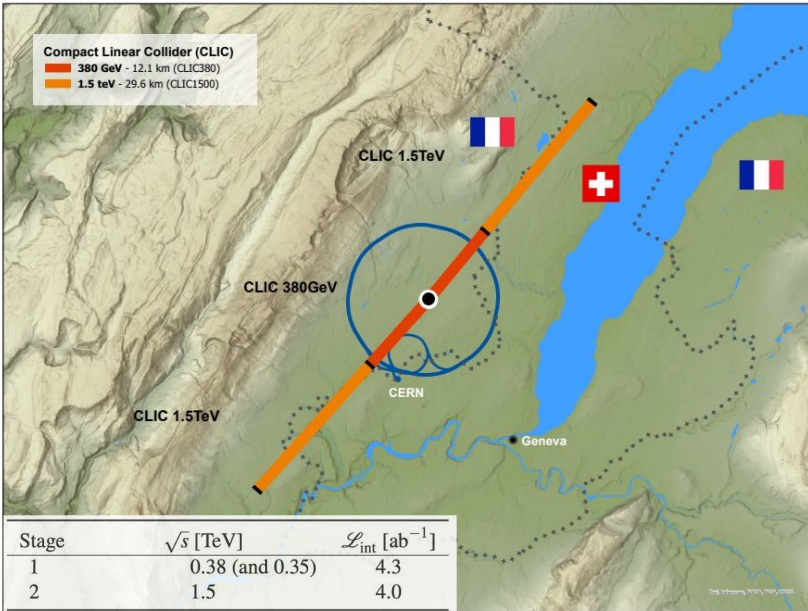 Compact Linear Collider (CLIC)
380 GeV - 12.1 km (CLIC380)
1.5 teV - 29.6 km (CLIC1500)
CLIC 1.5TeV
CLIC 380GeV
CLIC 1.5TeV
CERN
Geneva
Stage √s [TeV] ℒint [ab⁻¹]
1 0.38 (and 0.35) 4.3
2 1.5 4.0